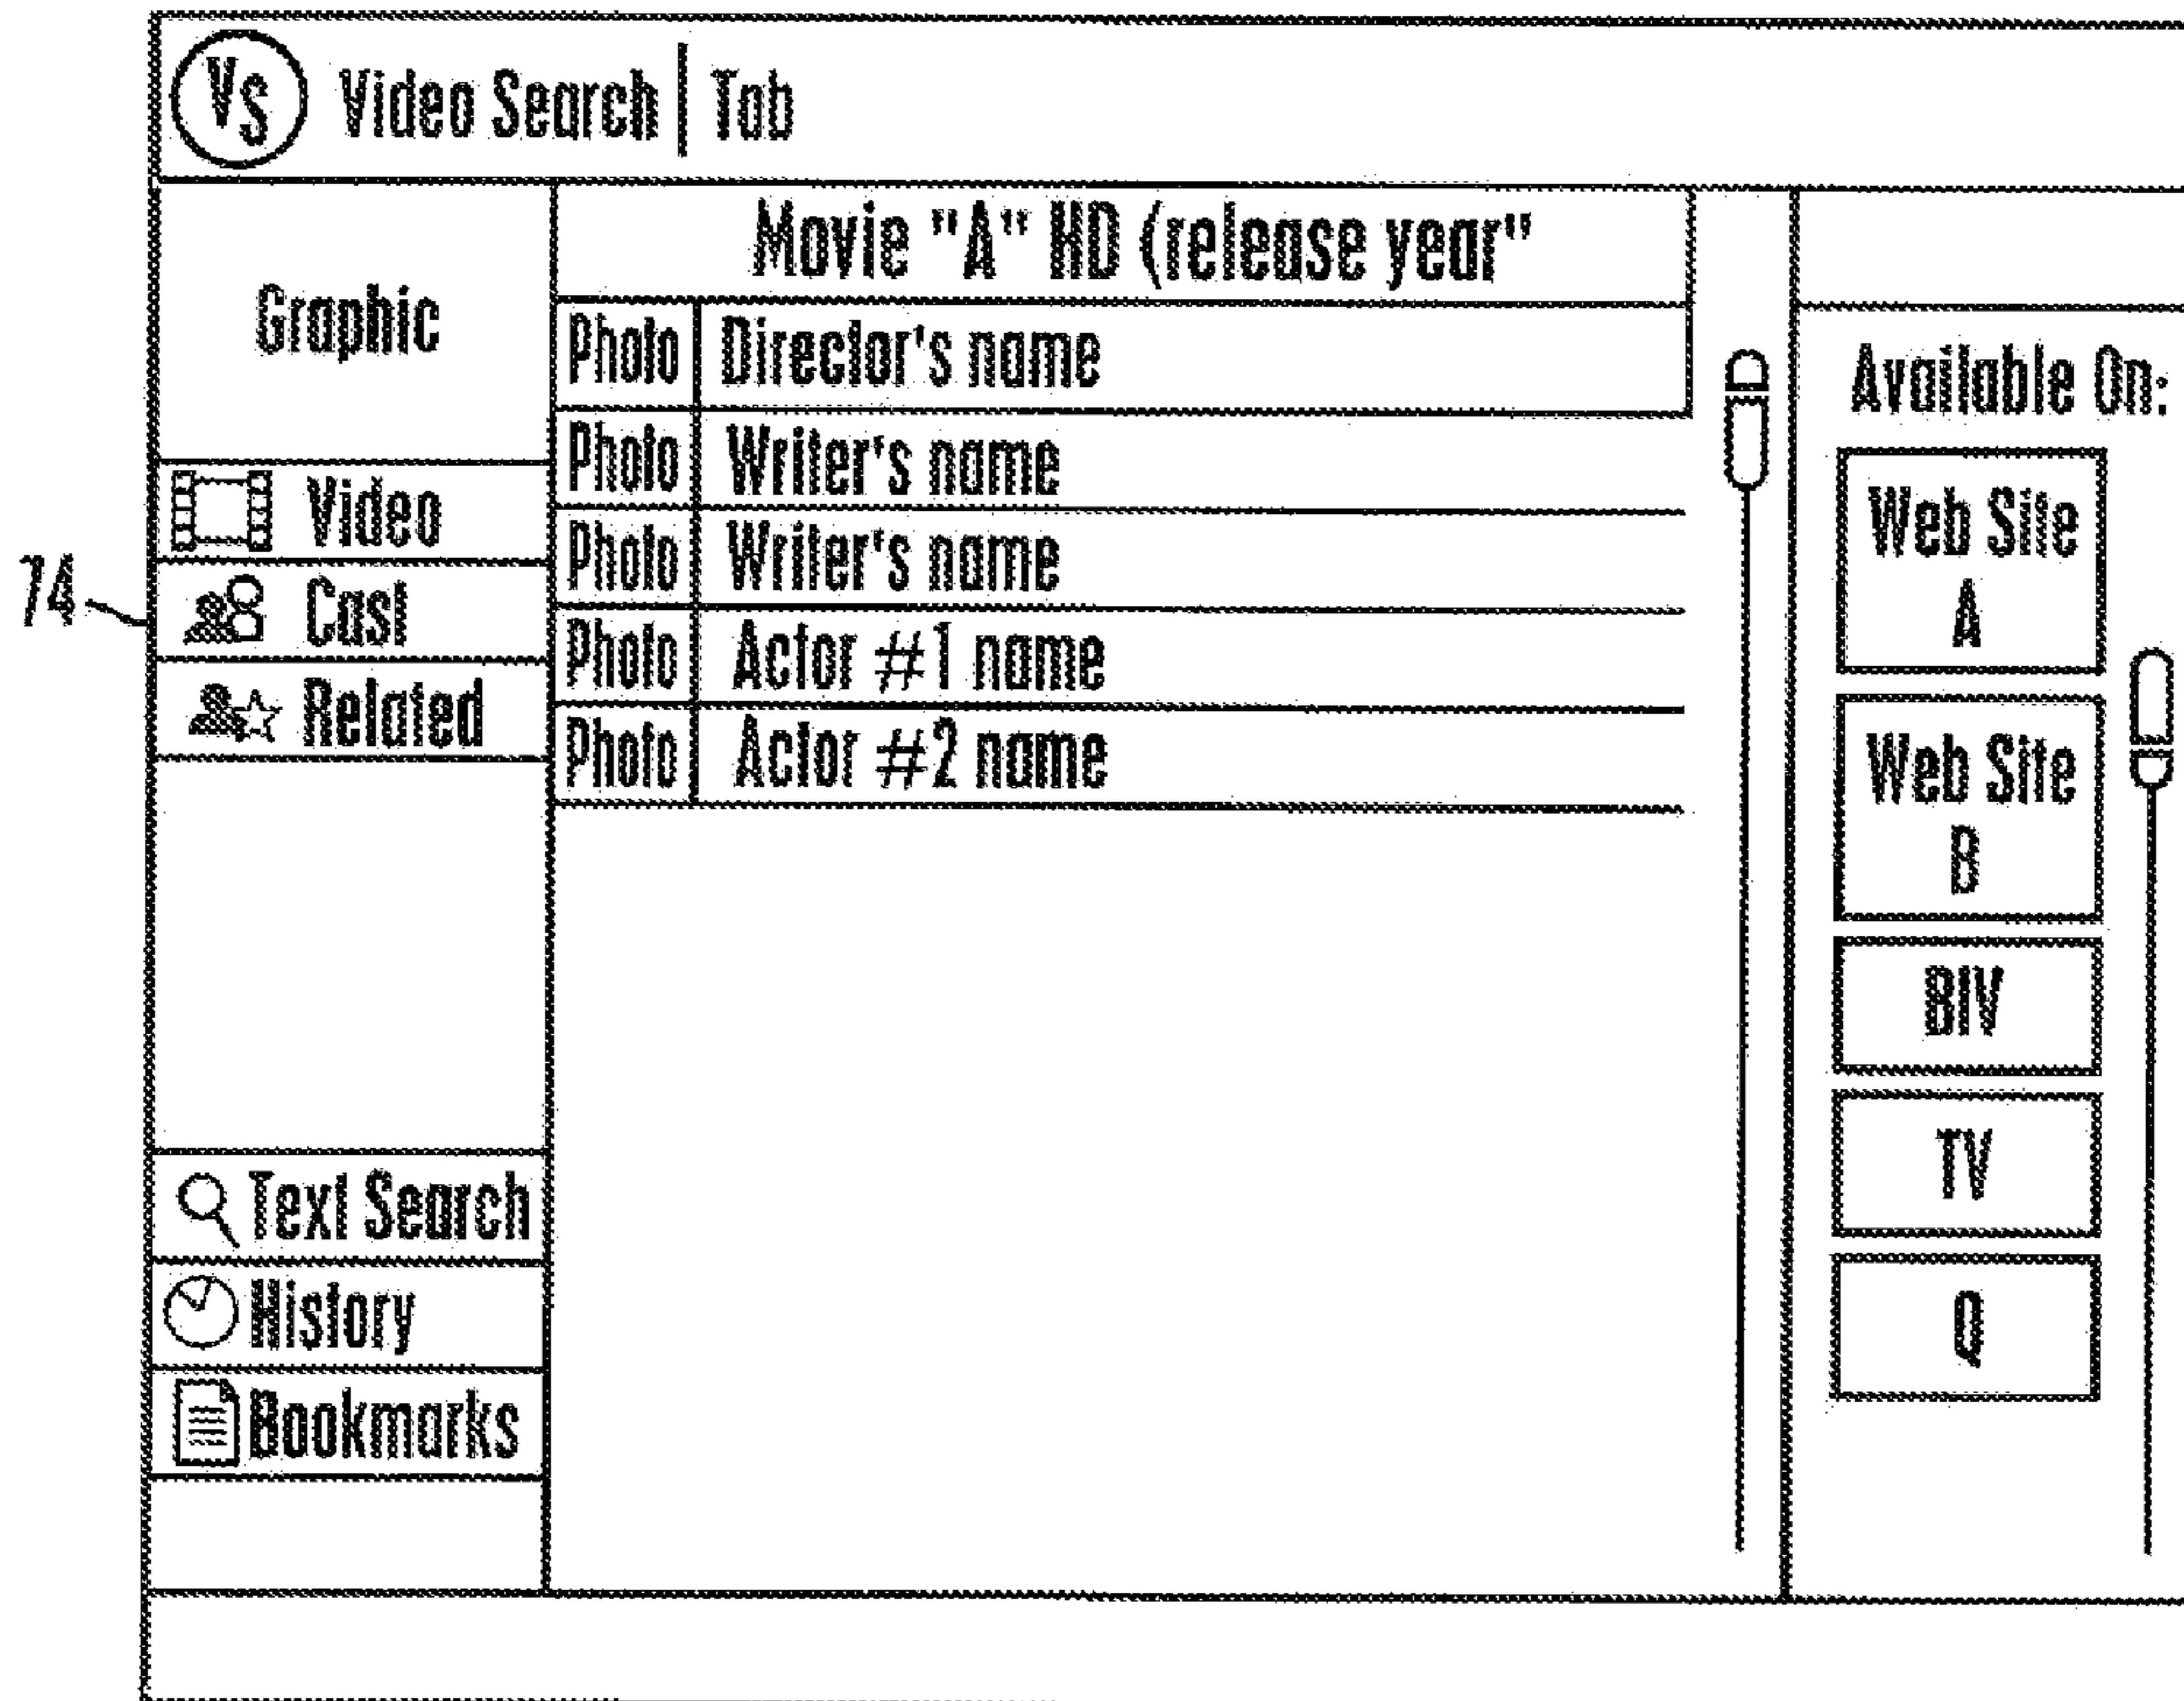 VS Video Search | Tab
Graphic
Movie "A" HD (release year"
Photo Director's name
Photo Writer's name
Photo Writer's name
Photo Actor #1 name
Photo Actor #2 name
Video
Cast
Related
74
Text Search
History
Bookmarks
Available On:
Web Site
A
Web Site
B
BIV
TV
Q